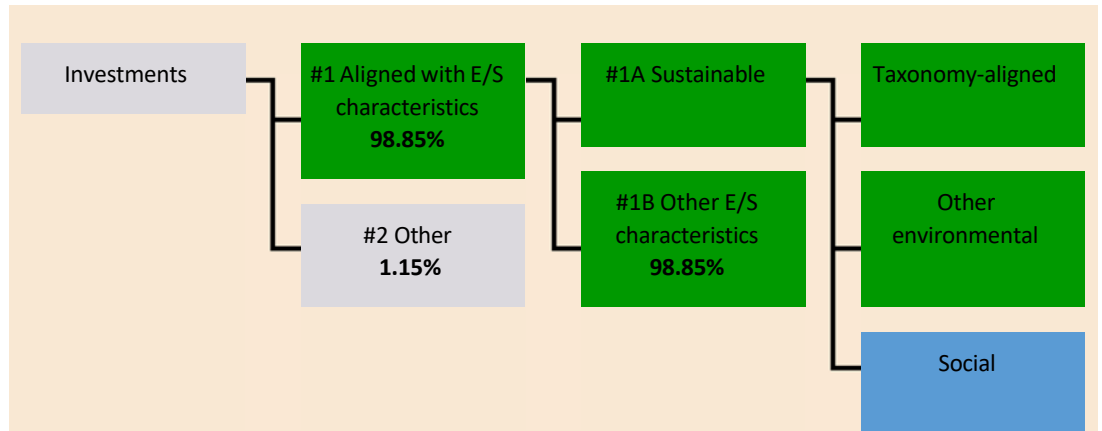 Investments
#1 Aligned with E/S
characteristics
98.85%
#2 Other
1.15%
#1A Sustainable
#1B Other E/S
characteristics
98.85%
Taxonomy-aligned
Other
environmental
Social